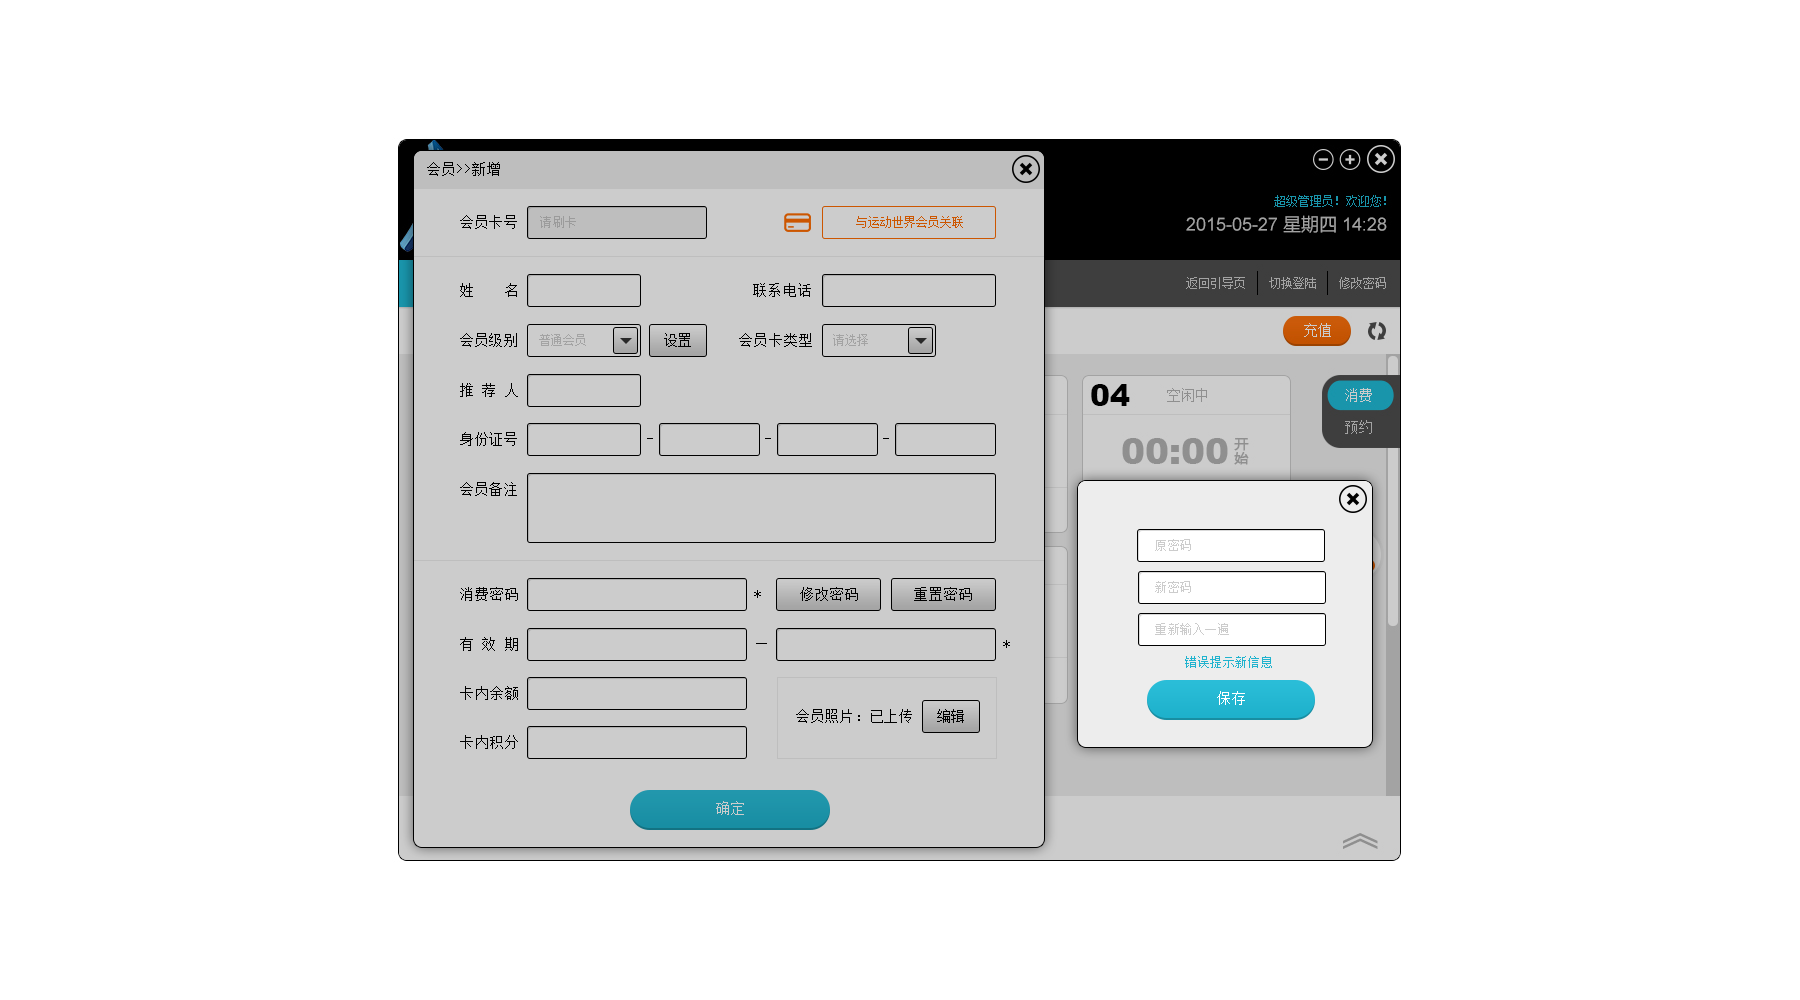 会员>>新增
超级管理员！欢迎您！
2015-05-27 星期四 14:28
返回引导页 切换登陆 修改密码
会员卡号 请刷卡 与运动世界会员关联
姓 名 联系电话
会员级别 普通会员 设置 会员卡类型 请选择
充值
推 荐 人
04 空闲中
消费
预约
身份证号 - - -
00:00 开始
会员备注
消费密码 * 修改密码 重置密码
有 效 期 — *
卡内余额
会员照片：已上传 编辑
卡内积分
确定
原密码
新密码
重新输入一遍
错误提示新信息
保存